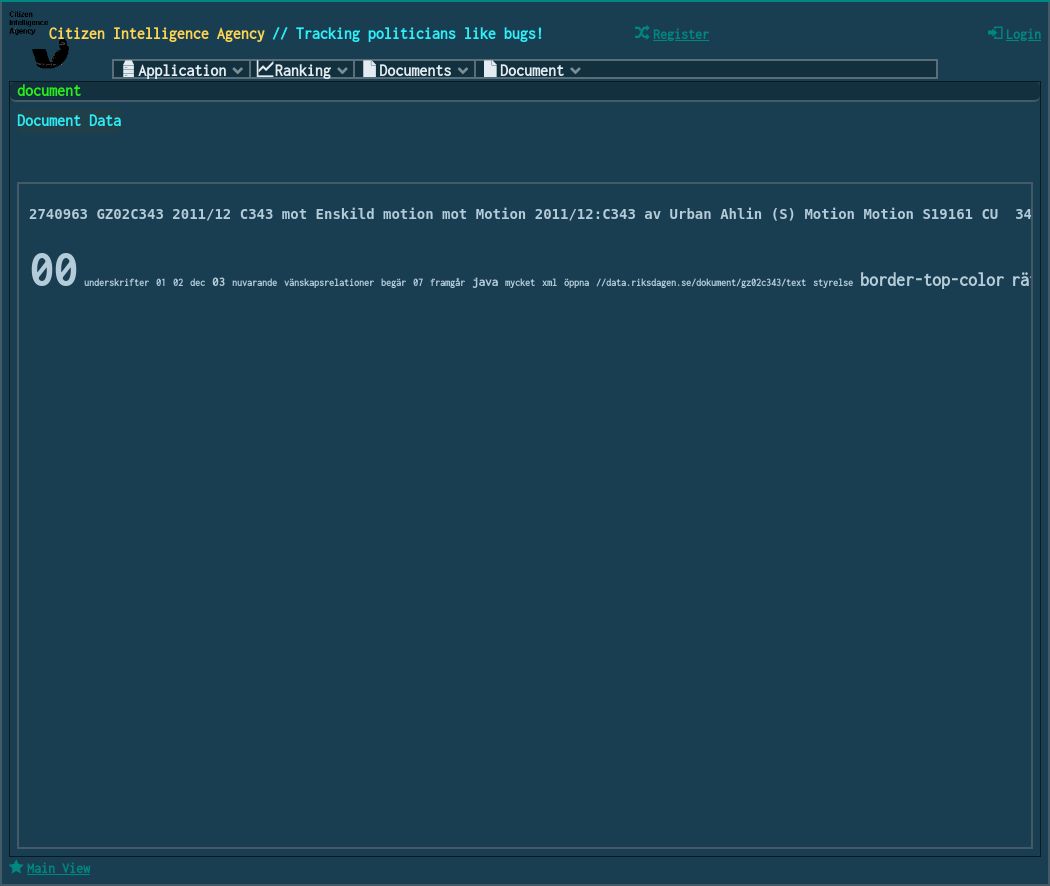 Citizen
Intelligence
Agency
Citizen Intelligence Agency // Tracking politicians like bugs!
Register
Login
Application Ranking Documents Document
document
Document Data
2740963 GZ02C343 2011/12 C343 mot Enskild motion mot Motion 2011/12:C343 av Urban Ahlin (S) Motion Motion S19161 CU 34
00 underskrifter 01 02 dec 03 nuvarande vänskapsrelationer begär 07 framgår java mycket xml öppna //data.riksdagen.se/dokument/gz02c343/text styrelse border-top-color
Main View